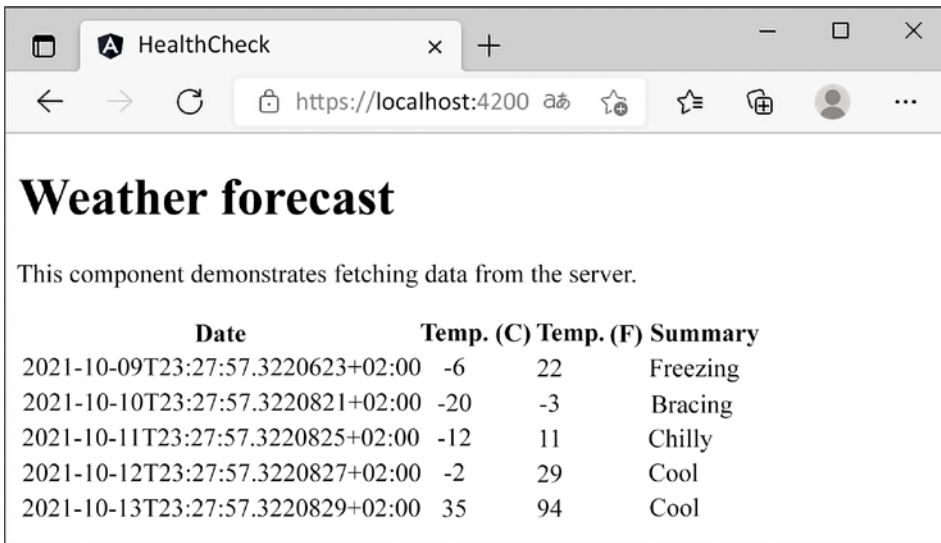 HealthCheck
https://localhost:4200 aあ
Weather forecast
This component demonstrates fetching data from the server.
Date Temp. (C) Temp. (F) Summary
2021-10-09T23:27:57.3220623+02:00 -6 22 Freezing
2021-10-10T23:27:57.3220821+02:00 -20 -3 Bracing
2021-10-11T23:27:57.3220825+02:00 -12 11 Chilly
2021-10-12T23:27:57.3220827+02:00 -2 29 Cool
2021-10-13T23:27:57.3220829+02:00 35 94 Cool